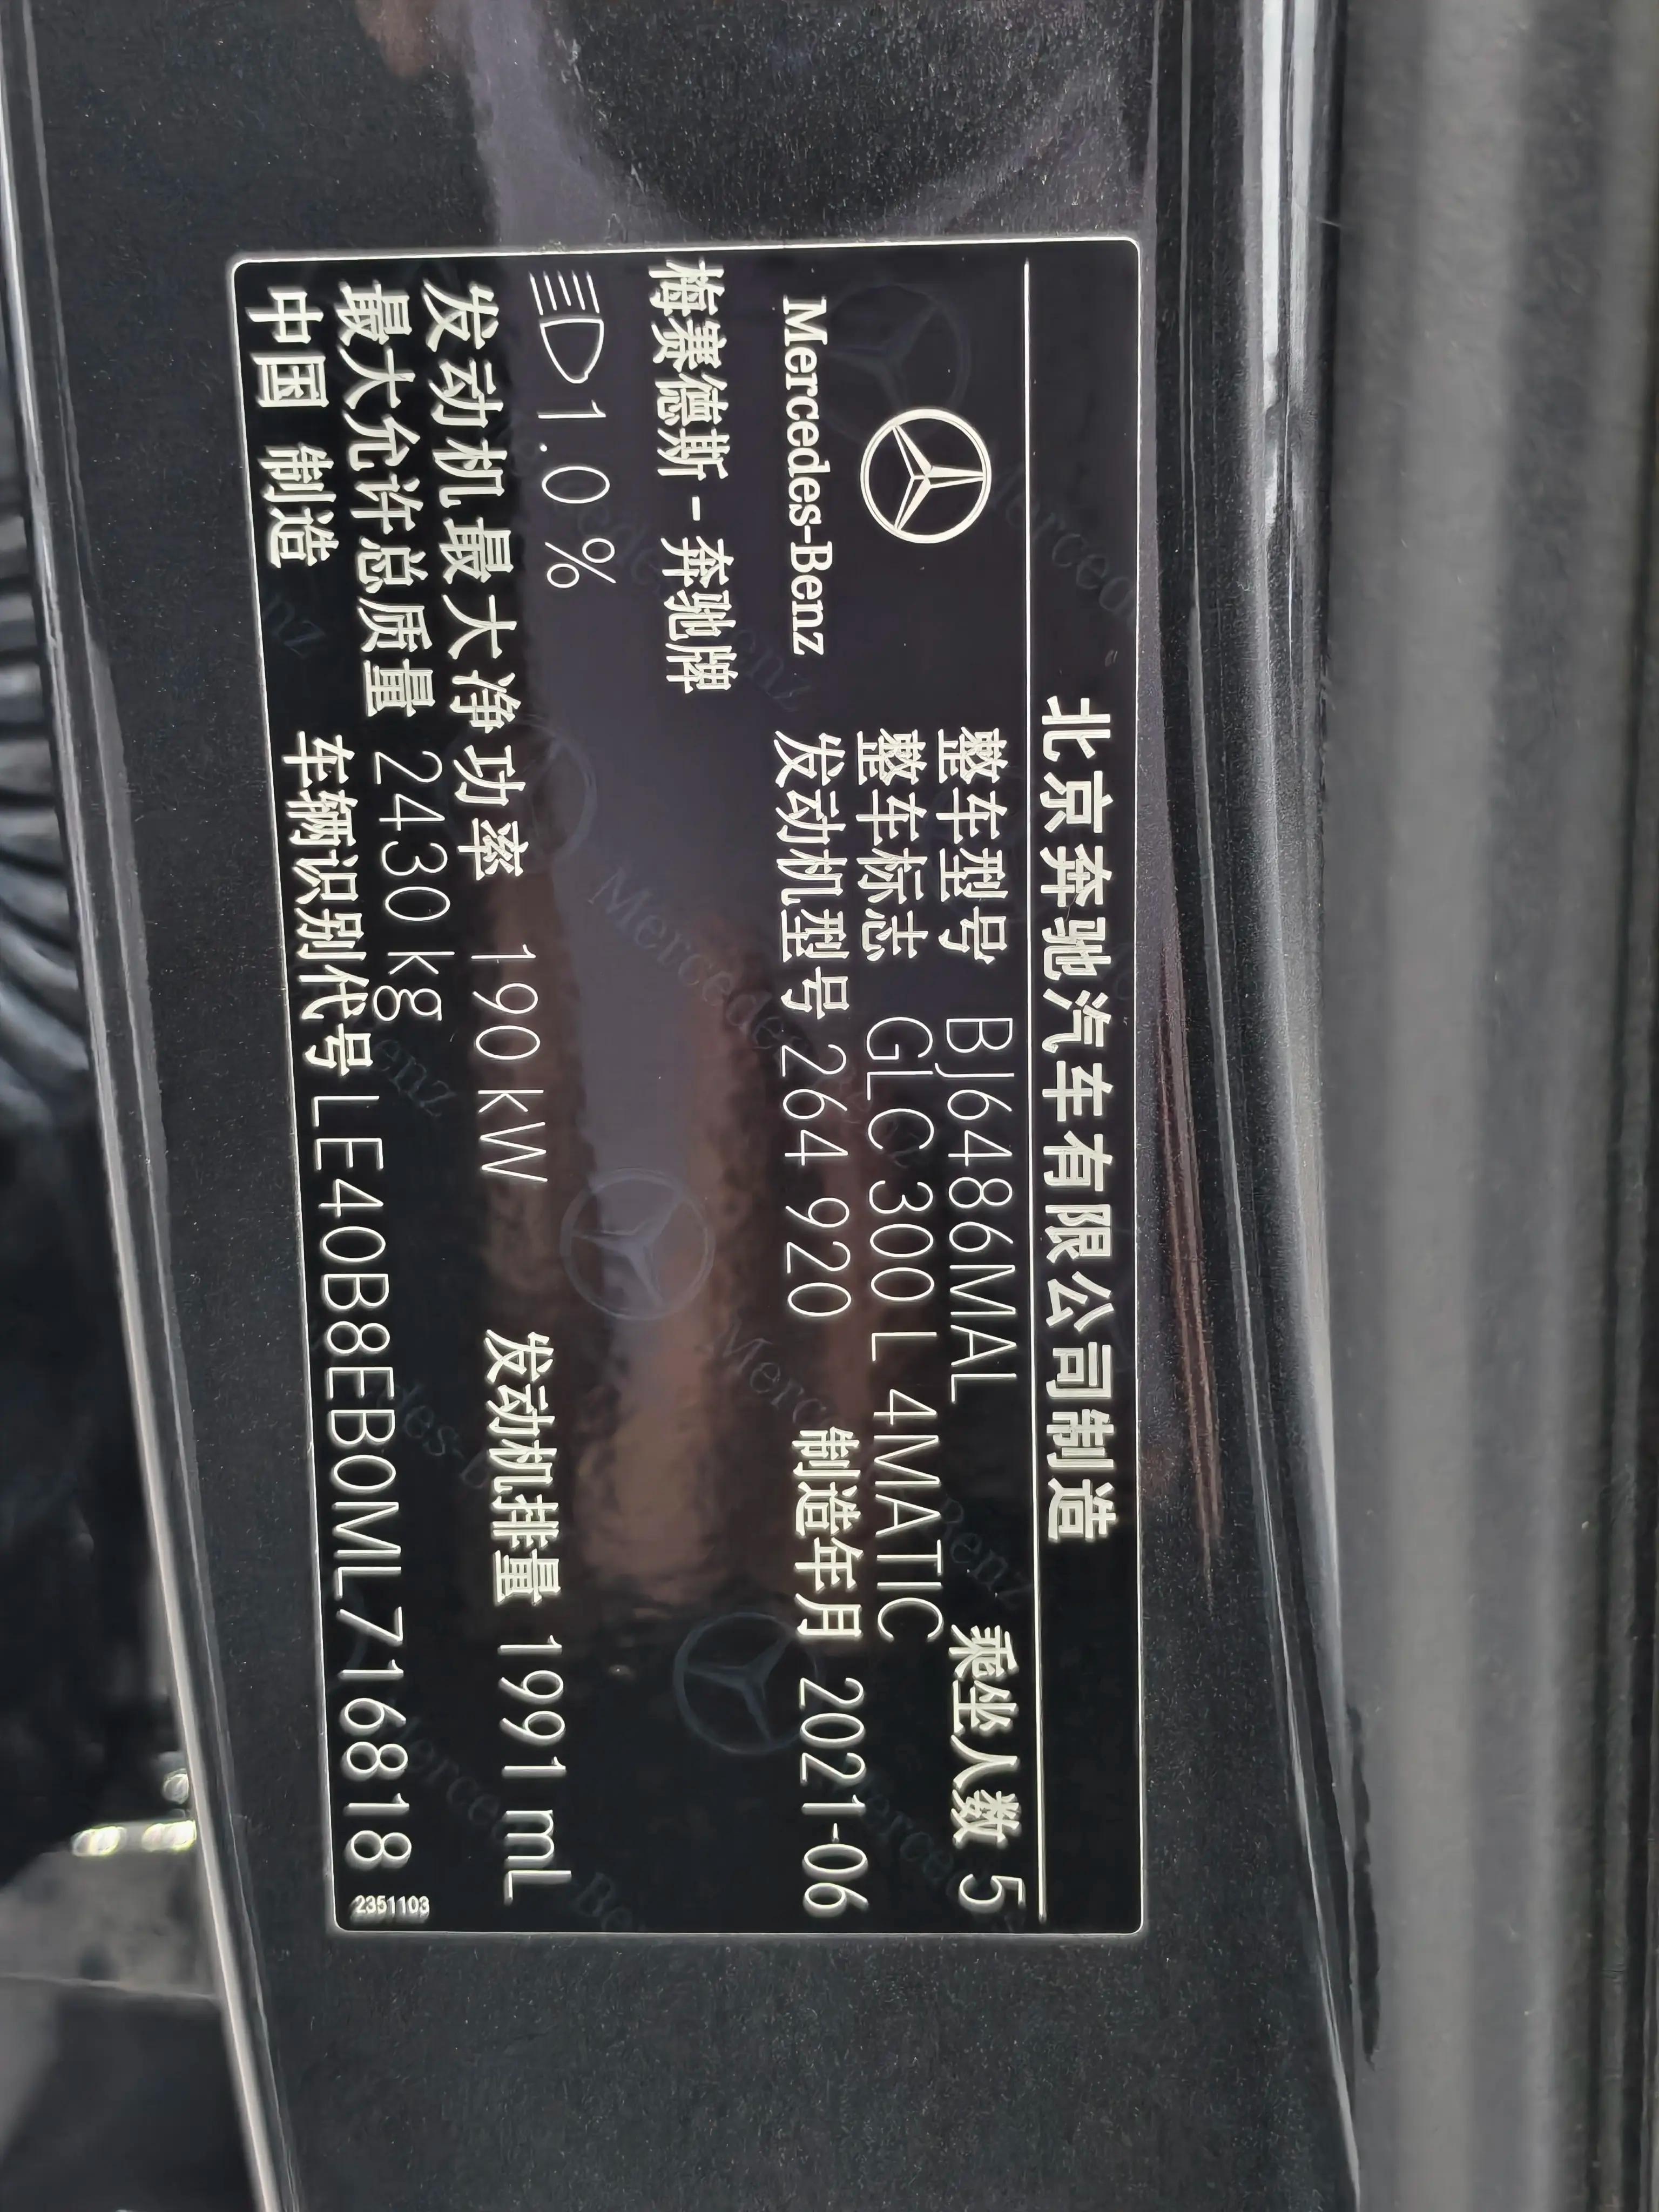 北京奔驰汽车有限公司制造
整车型号 BJ6486MAL 乘坐人数 5
整车标志 GLC 300 L 4MATIC
Mercedes-Benz 发动机型号 264 920 制造年月 2021-06
梅赛德斯-奔驰牌
1.0%
发动机最大净功率 190 kW 发动机排量 1991 mL
最大允许总质量 2430 kg
中国 制造 车辆识别代号 LE40B8EB0ML716818 2351103